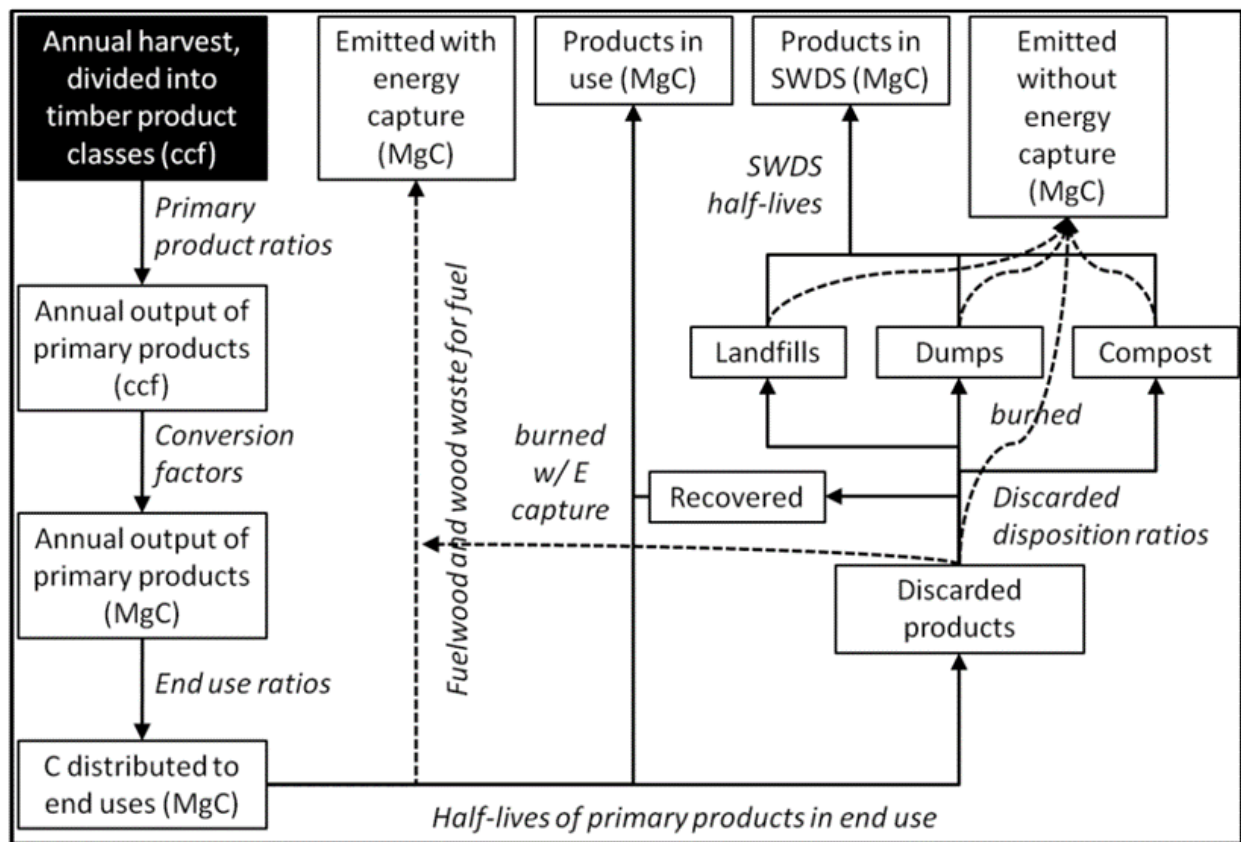 Annual harvest,
divided into
timber product
classes (ccf)
Emitted with
energy
capture
(MgC)
Products in
use (MgC)
Products in
SWDS (MgC)
Emitted
without
energy
capture
(MgC)
Primary
product ratios
SWDS
half-lives
Annual output of
primary products
(ccf)
Fuelwood and wood waste for fuel
Landfills
Dumps
Compost
Conversion
factors
burned
w/ E
capture
burned
Recovered
Discarded
disposition ratios
Annual output of
primary products
(MgC)
Discarded
products
End use ratios
C distributed to
end uses (MgC)
Half-lives of primary products in end use